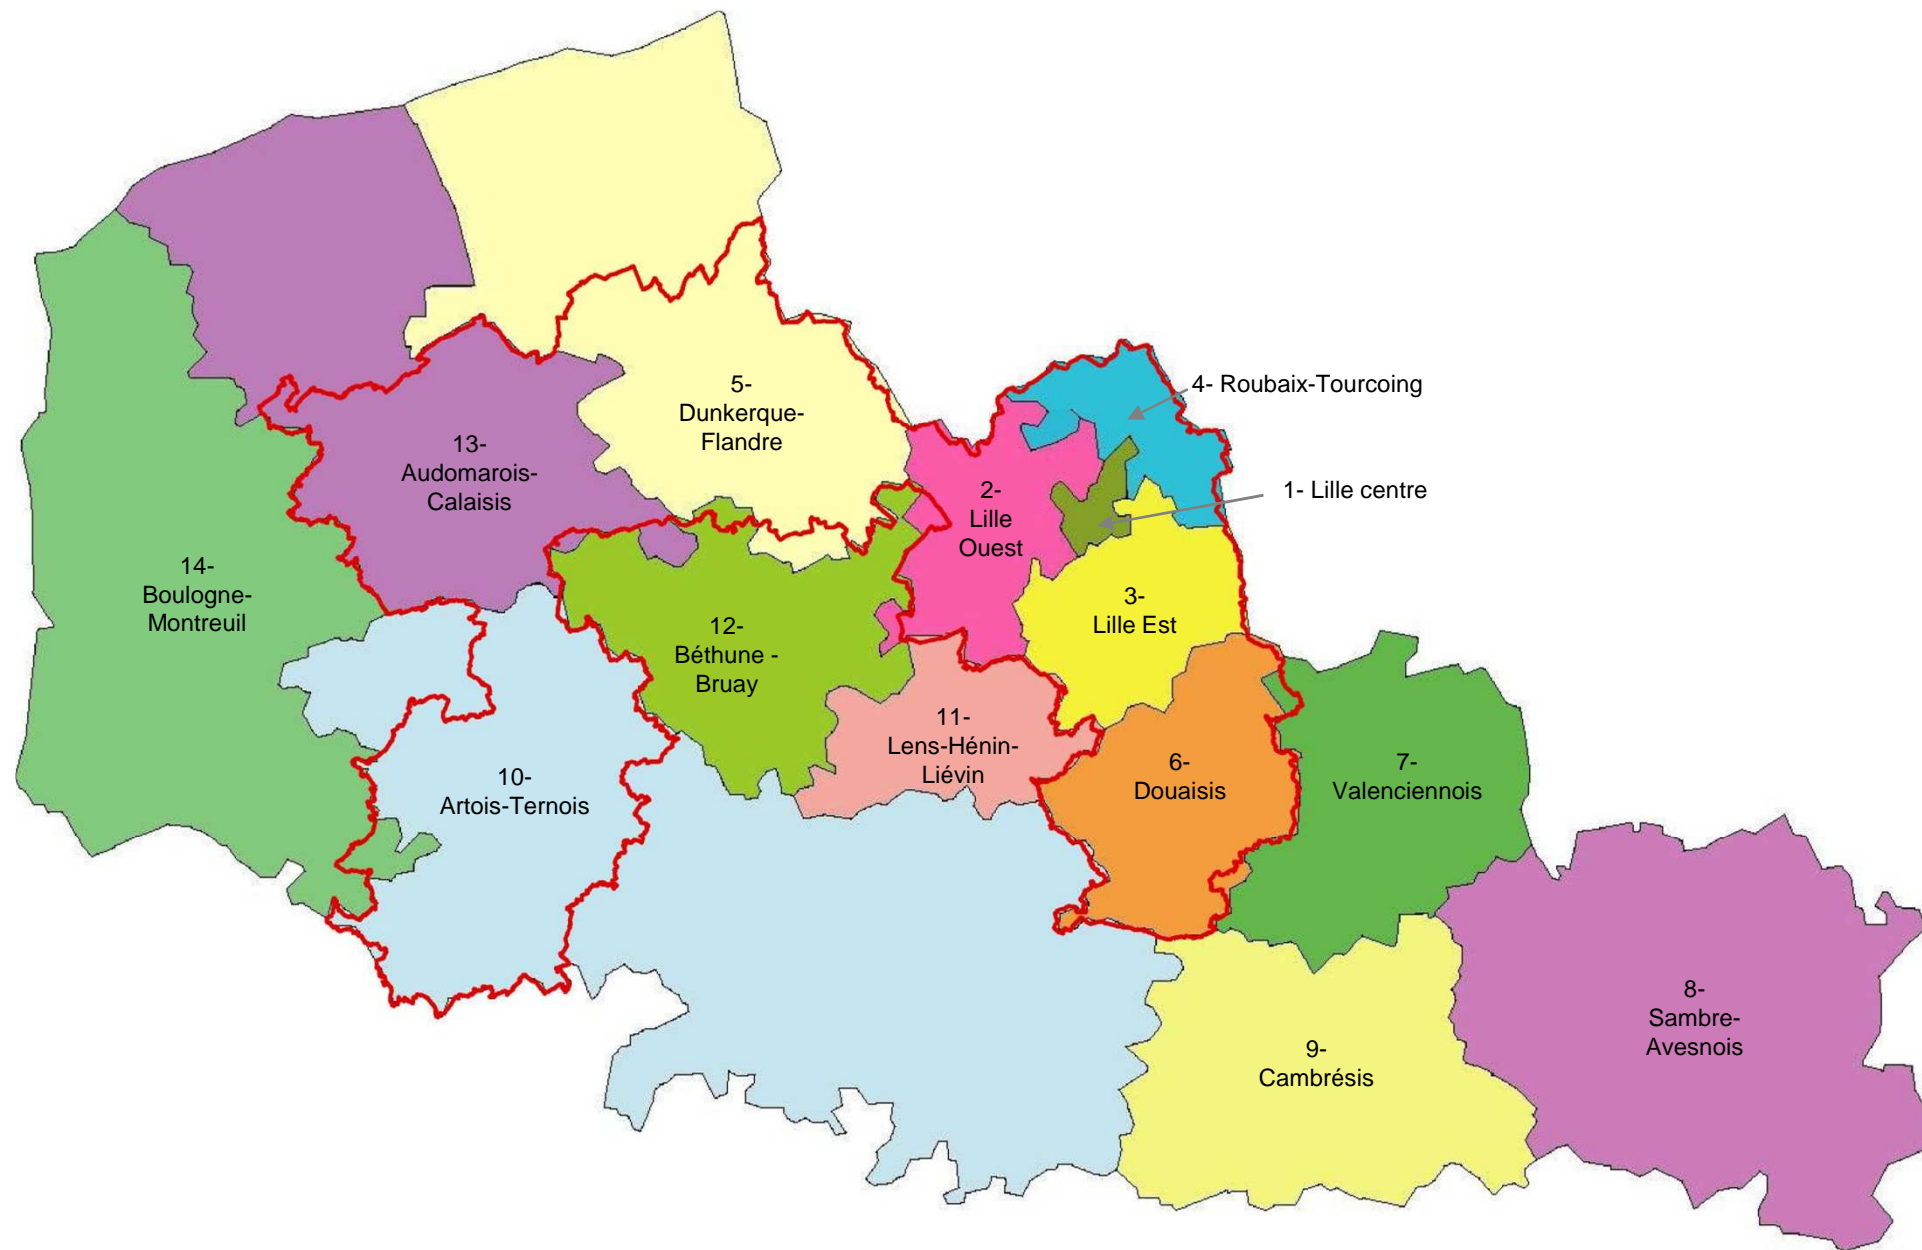 4- Roubaix-Tourcoing
5-
Dunkerque-
Flandre
13-
Audomarois-
Calaisis
2-
Lille
Ouest
1- Lille centre
14-
Boulogne-
Montreuil
3-
Lille Est
12-
Béthune -
Bruay
11-
Lens-Hénin-
Liévin
10-
Artois-Ternois
6-
Douaisis
7-
Valenciennois
8-
Sambre-
Avesnois
9-
Cambrésis